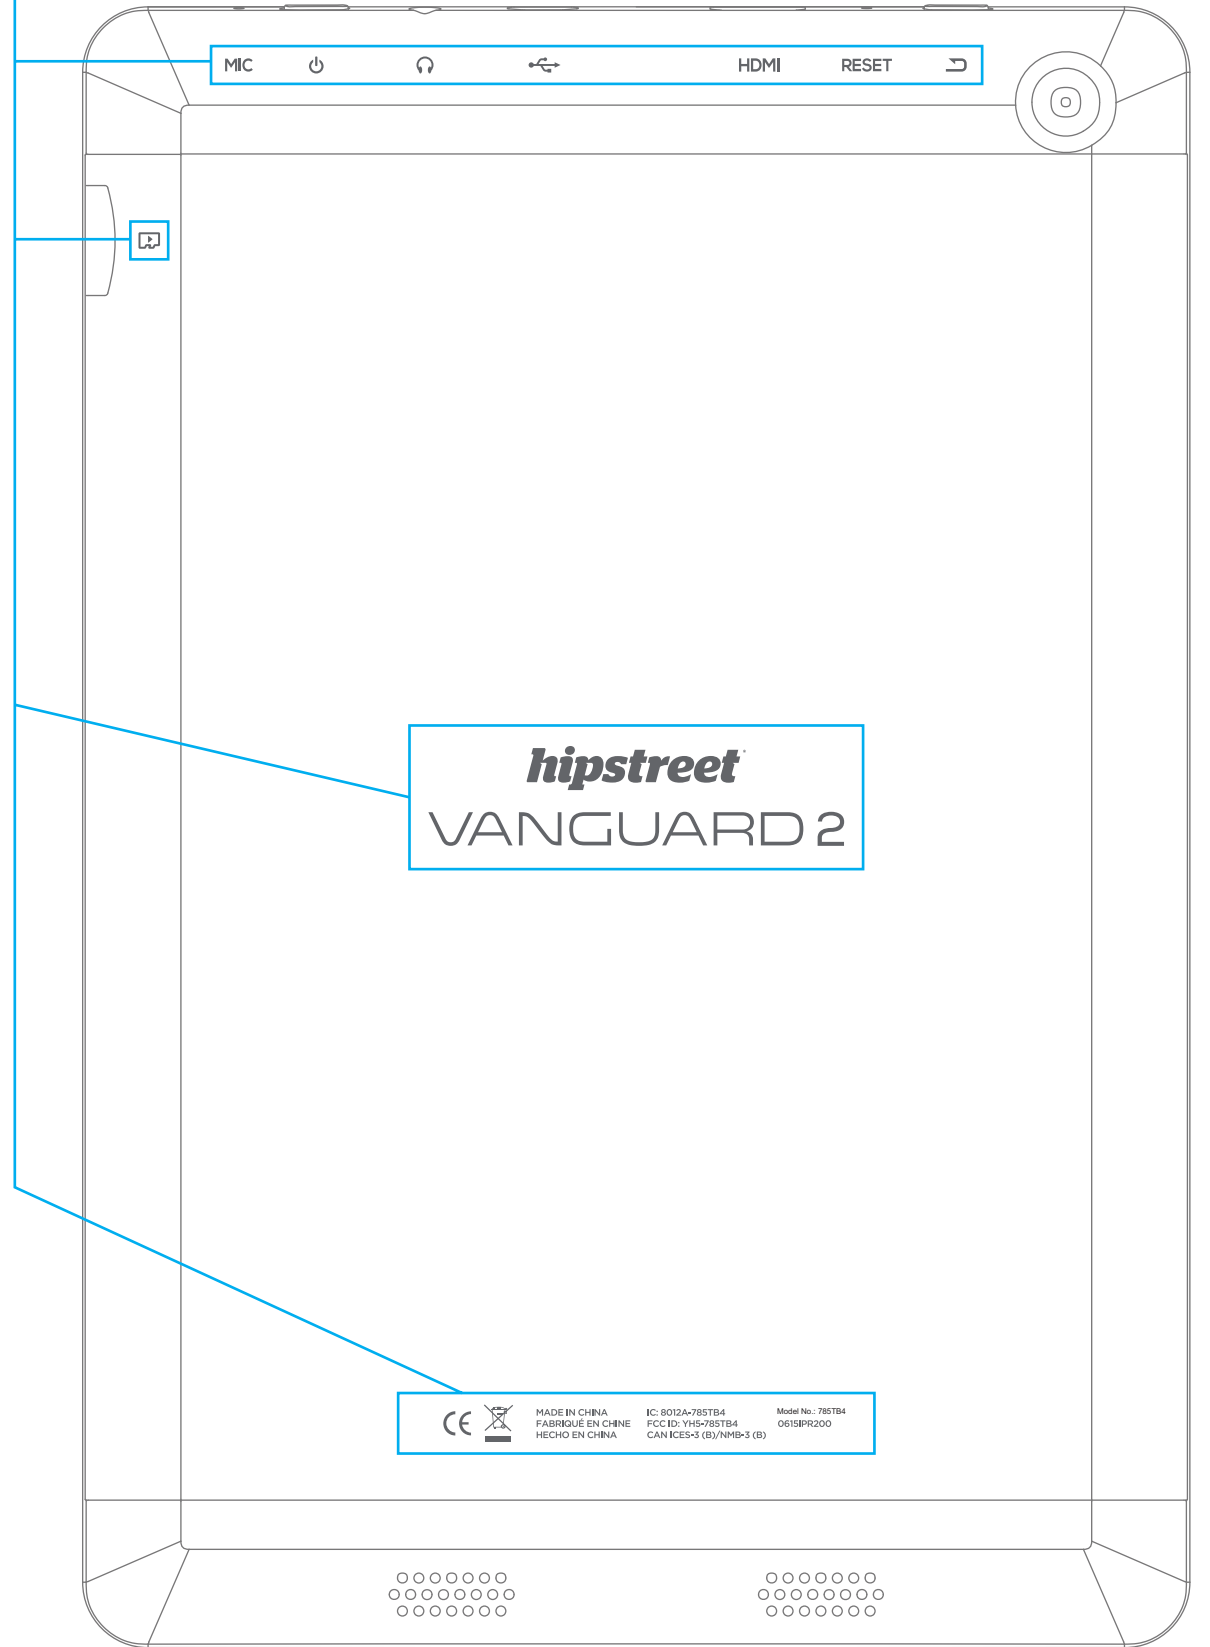 MIC HDMI RESET
hipstreet
VANGUARD 2
MADE IN CHINA
FABRIQUÉ EN CHINE
HECHO EN CHINA
IC: 8012A-785TB4
FCC ID: YH5-785TB4
CAN ICES-3 (B)/NMB-3 (B)
Model No.: 785TB4
0615IPR200